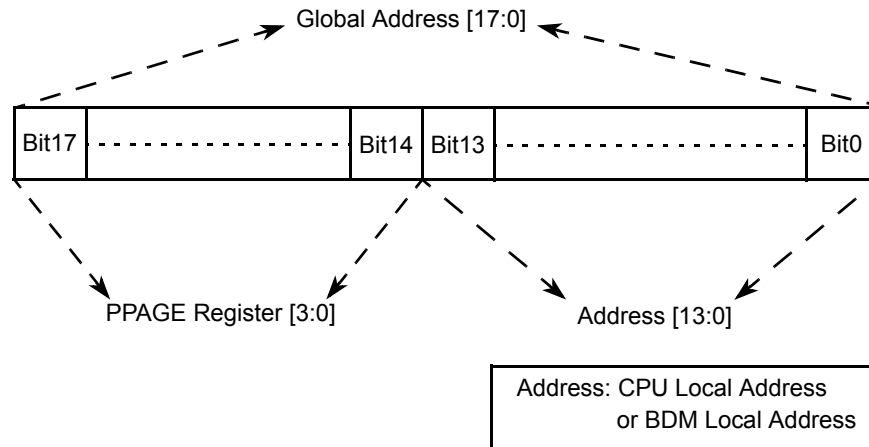 Global Address [17:0]
Bit17 Bit14 Bit13 Bit0
PPAGE Register [3:0] Address [13:0]
Address: CPU Local Address
or BDM Local Address